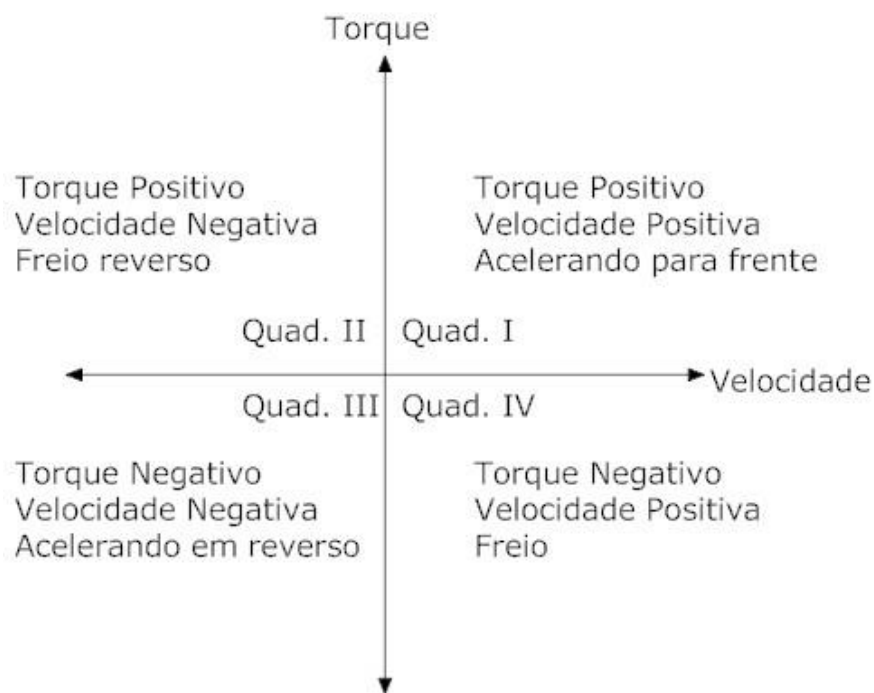 Torque
Torque Positivo
Velocidade Negativa
Freio reverso
Torque Positivo
Velocidade Positiva
Acelerando para frente
Quad. II
Quad. I
Velocidade
Quad. III
Quad. IV
Torque Negativo
Velocidade Negativa
Acelerando em reverso
Torque Negativo
Velocidade Positiva
Freio